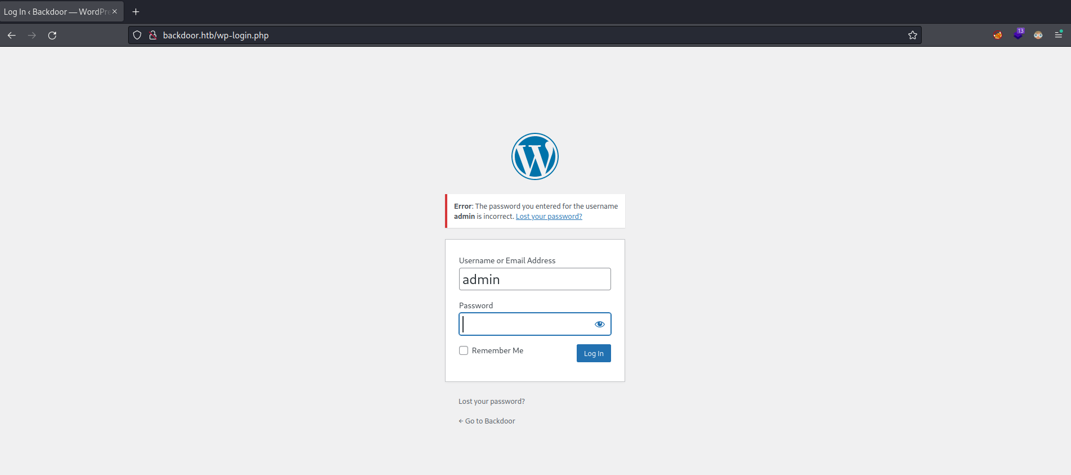 Log In ‹ Backdoor — WordPr
backdoor.htb/wp-login.php
13
Error: The password you entered for the username
admin is incorrect. Lost your password?
Username or Email Address
admin
Password
Remember Me
Log In
Lost your password?
← Go to Backdoor